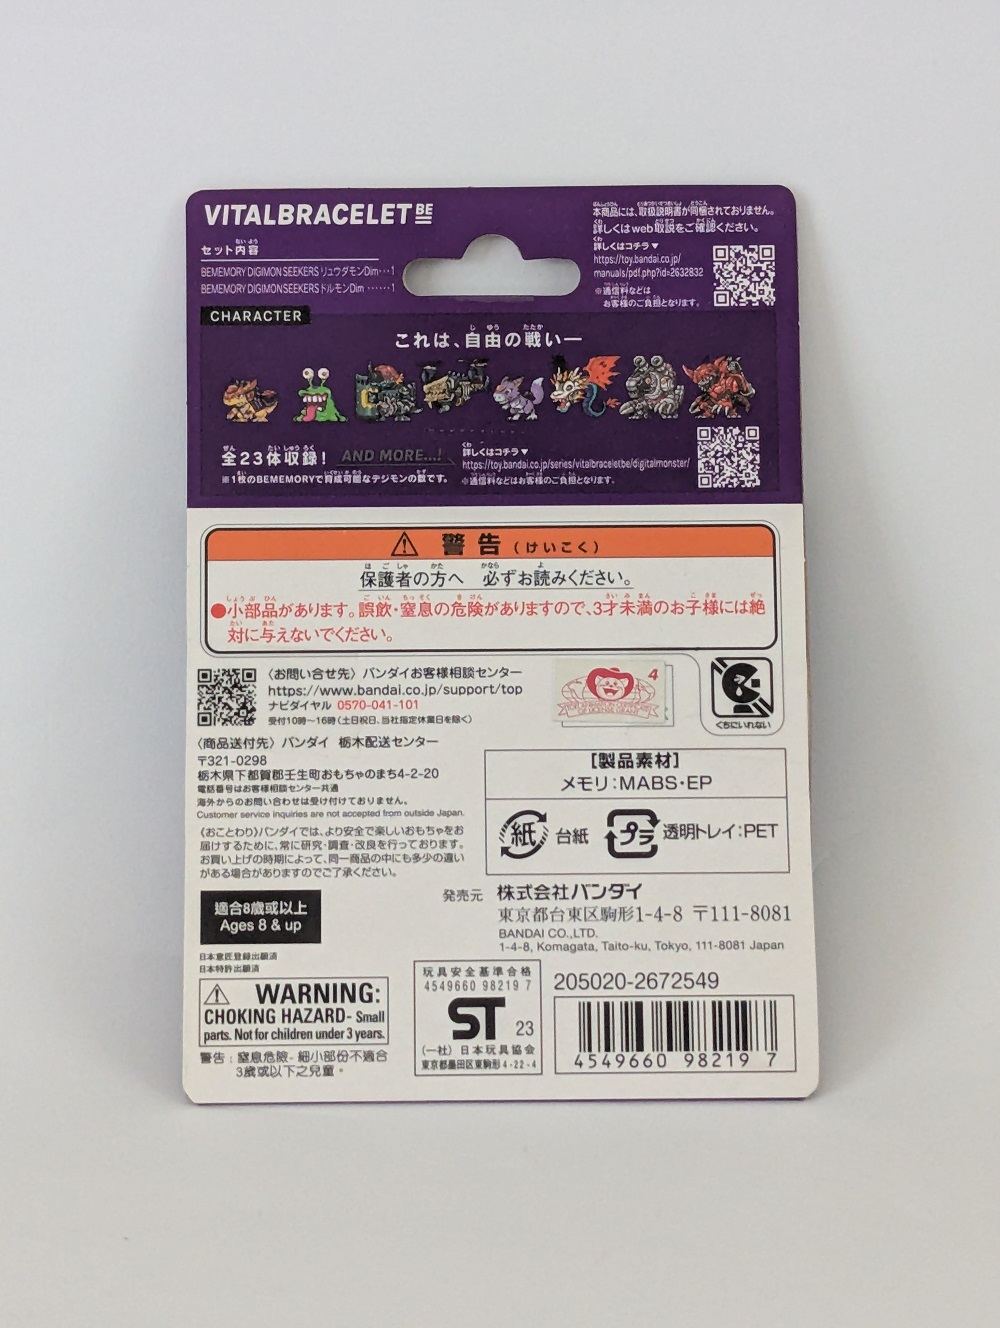 VITALBRACELET BE
セット内容
BEMEMORY DIGIMON SEEKERS リュウダモンDim…1
BEMEMORY DIGIMON SEEKERS ドルモンDim ……1
本商品には、取扱説明書が同梱されておりません。
詳しくはweb取説をご確認ください。
詳しくはコチラ▼
https://toy.bandai.co.jp/
manuals/pdf.php?id=2632832
※通信料などは
お客様のご負担となります。
CHARACTER
これは、自由の戦い—
全23体収録!
AND MORE...!
※1枚のBEMEMORYで育成可能なデジモンの数です。
詳しくはコチラ▼
https://toy.bandai.co.jp/series/vitalbraceletbe/digitalmonster/
※通信料などはお客様のご負担となります。
警告(けいこく)
保護者の方へ 必ずお読みください。
●小部品があります。誤飲・窒息の危険がありますので、3才未満のお子様には絶
対に与えないでください。
〈お問い合せ先〉バンダイお客様相談センター
https://www.bandai.co.jp/support/top
ナビダイヤル 0570-041-101
受付10時〜16時(土日祝日、当社指定休業日を除く)
4
くちにいれない
〈商品送付先〉バンダイ 栃木配送センター
〒321-0298
栃木県下都賀郡壬生町おもちゃのまち4-2-20
電話番号はお客様相談センター共通
海外からのお問い合わせは受け付けておりません。
Customer service inquiries are not accepted from outside Japan.
〈おことわり〉バンダイでは、より安全で楽しいおもちゃをお
届けするために、常に研究・調査・改良を行っております。
お買い上げの時期によって、同一商品の中にも多少の違い
がある場合がありますのでご了承ください。
[製品素材]
メモリ:MABS・EP
紙 台紙 プラ 透明トレイ:PET
適合8歲或以上
Ages 8 & up
発売元 株式会社バンダイ
東京都台東区駒形1-4-8 〒111-8081
BANDAI CO.,LTD.
1-4-8, Komagata, Taito-ku, Tokyo, 111-8081 Japan
日本意匠登録出願済
日本特許出願済
WARNING:
CHOKING HAZARD- Small
parts. Not for children under 3 years.
警告:窒息危險-細小部份不適合
3歲或以下之兒童。
玩具安全基準合格
4549660 98219 7
ST 23
(一社)日本玩具協会
東京都墨田区東駒形4-22-4
205020-2672549
4549660 982197